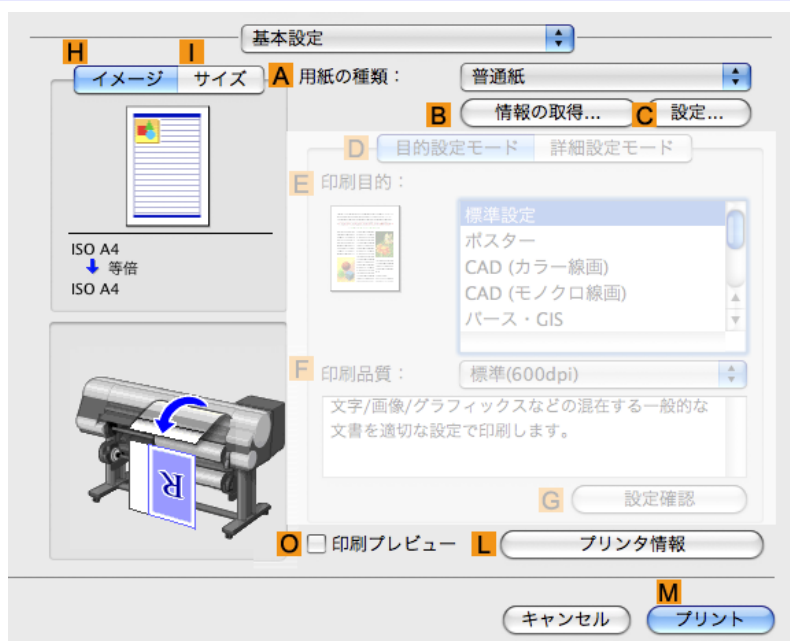 基本設定
H I
イメージ サイズ
A 用紙の種類： 普通紙
B 情報の取得... C 設定...
D 目的設定モード 詳細設定モード
E 印刷目的：
標準設定
ポスター
CAD (カラー線画)
CAD (モノクロ線画)
パース・GIS
ISO A4
等倍
ISO A4
F 印刷品質： 標準(600dpi)
文字/画像/グラフィックスなどの混在する一般的な
文書を適切な設定で印刷します。
G 設定確認
R
O 印刷プレビュー L プリンタ情報
M
キャンセル プリント